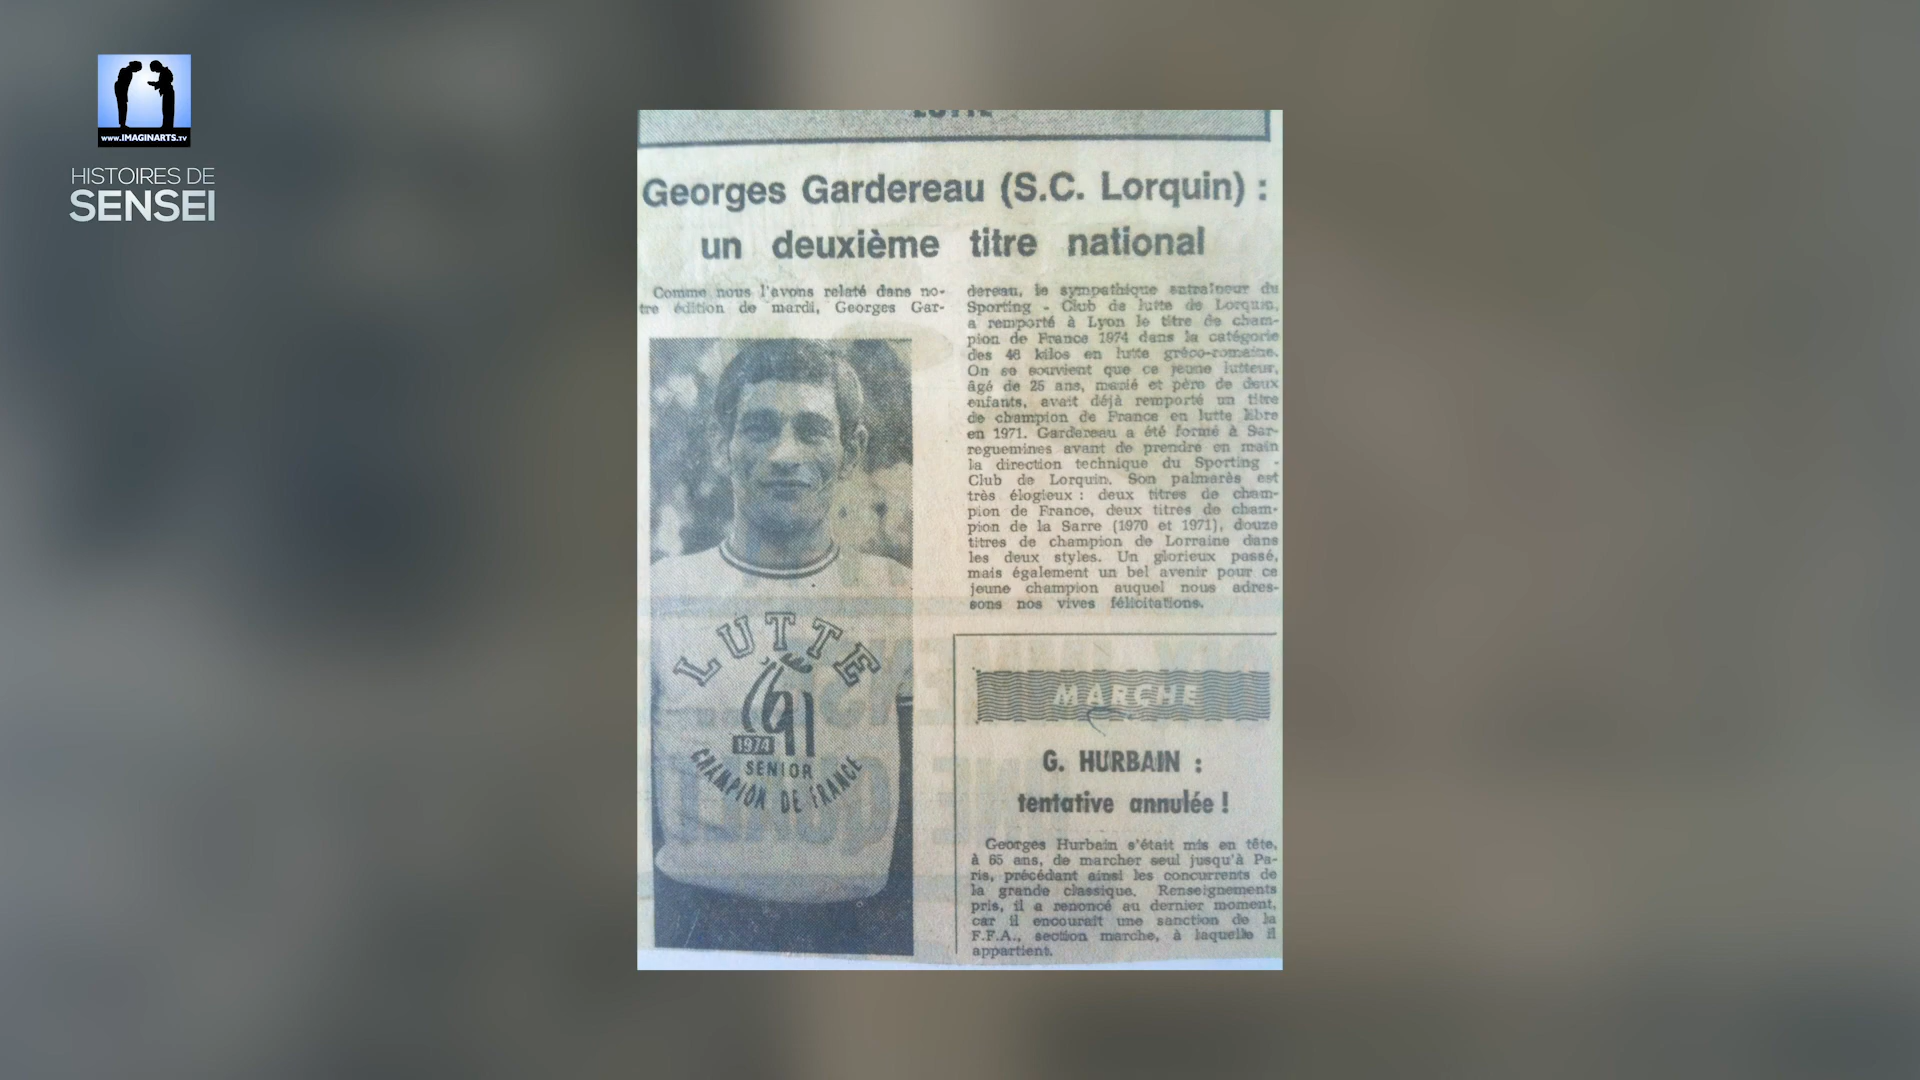 www.IMAGINARTS.TV
HISTOIRES DE
SENSEI
LUTTE
Georges Gardereau (S.C. Lorquin) :
un deuxième titre national
Comme nous l'avons relaté dans no-
tre édition de mardi, Georges Gar-
dereau, le sympathique entraîneur du
Sporting - Club de lutte de Lorquin,
a remporté à Lyon le titre de cham-
pion de France 1974 dans la catégorie
des 48 kilos en lutte gréco-romaine.
On se souvient que ce jeune lutteur,
âgé de 25 ans, marié et père de deux
enfants, avait déjà remporté un titre
de champion de France en lutte libre
en 1971. Gardereau a été formé à Sar-
reguemines avant de prendre en main
la direction technique du Sporting -
Club de Lorquin. Son palmarès est
très élogieux : deux titres de cham-
pion de France, deux titres de cham-
pion de la Sarre (1970 et 1971), douze
titres de champion de Lorraine dans
les deux styles. Un glorieux passé,
mais également un bel avenir pour ce
jeune champion auquel nous adres-
sons nos vives félicitations.
LUTTE
1974
SENIOR
CHAMPION DE FRANCE
MARCHE
G. HURBAIN :
tentative annulée !
Georges Hurbain s'était mis en tête,
à 65 ans, de marcher seul jusqu'à Pa-
ris, précédant ainsi les concurrents de
la grande classique. Renseignements
pris, il a renoncé au dernier moment,
car il encourait une sanction de la
F.F.A., section marche, à laquelle il
appartient.